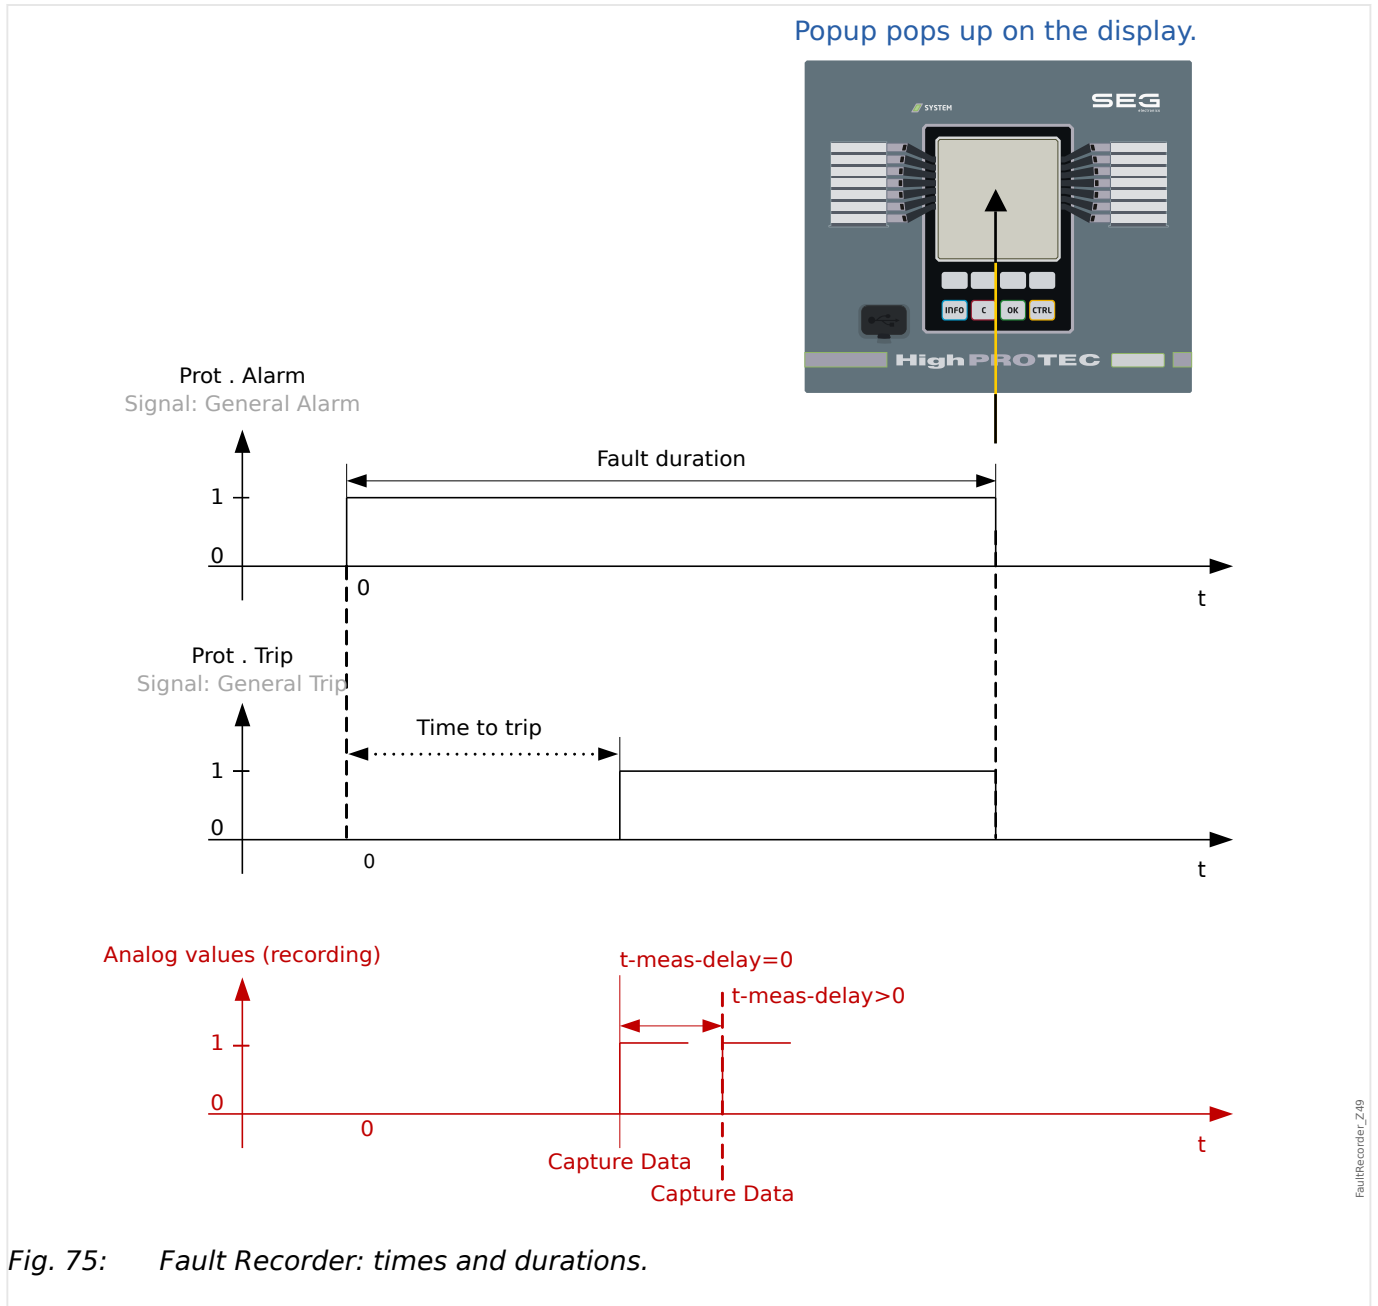 Popup pops up on the display.
SYSTEM
SEG
electronics
INFO
C
OK
CTRL
HighPROTEC
Prot . Alarm
Signal: General Alarm
Fault duration
1
0
0
t
Prot . Trip
Signal: General Trip
Time to trip
1
0
0
t
Analog values (recording)
t-meas-delay=0
t-meas-delay>0
1
0
0
t
Capture Data
Capture Data
FaultRecorder_Z49
Fig. 75: Fault Recorder: times and durations.